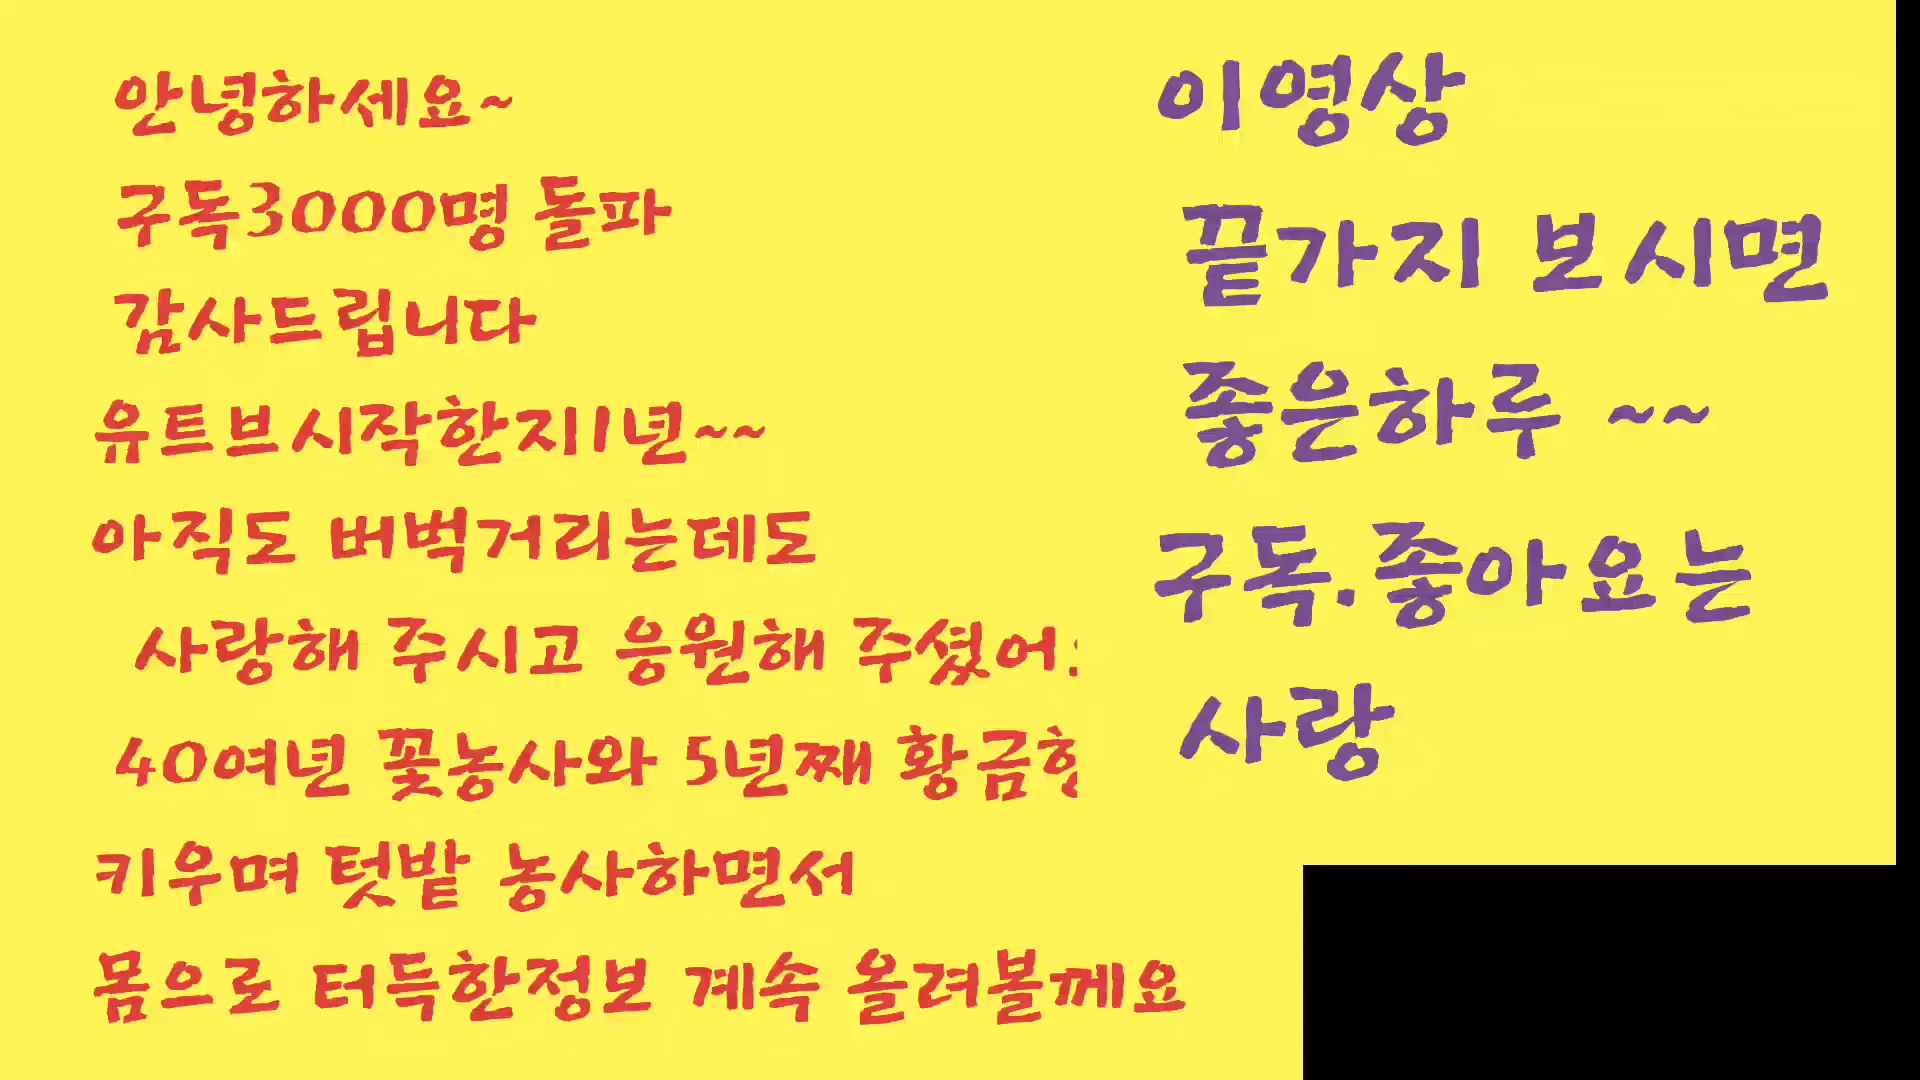 안녕하세요~
구독3000명 돌파
감사드립니다
유트브시작한지1년~~
아직도 버벅거리는데도
사랑해 주시고 응원해
40여년 꽃농사와 5년째
키우며 텃밭 농사하면서
몸으로 터득한정보 계속 올려볼께요
이영상
끝가지 보시면
좋은하루 ~~
구독.좋아요는
사랑